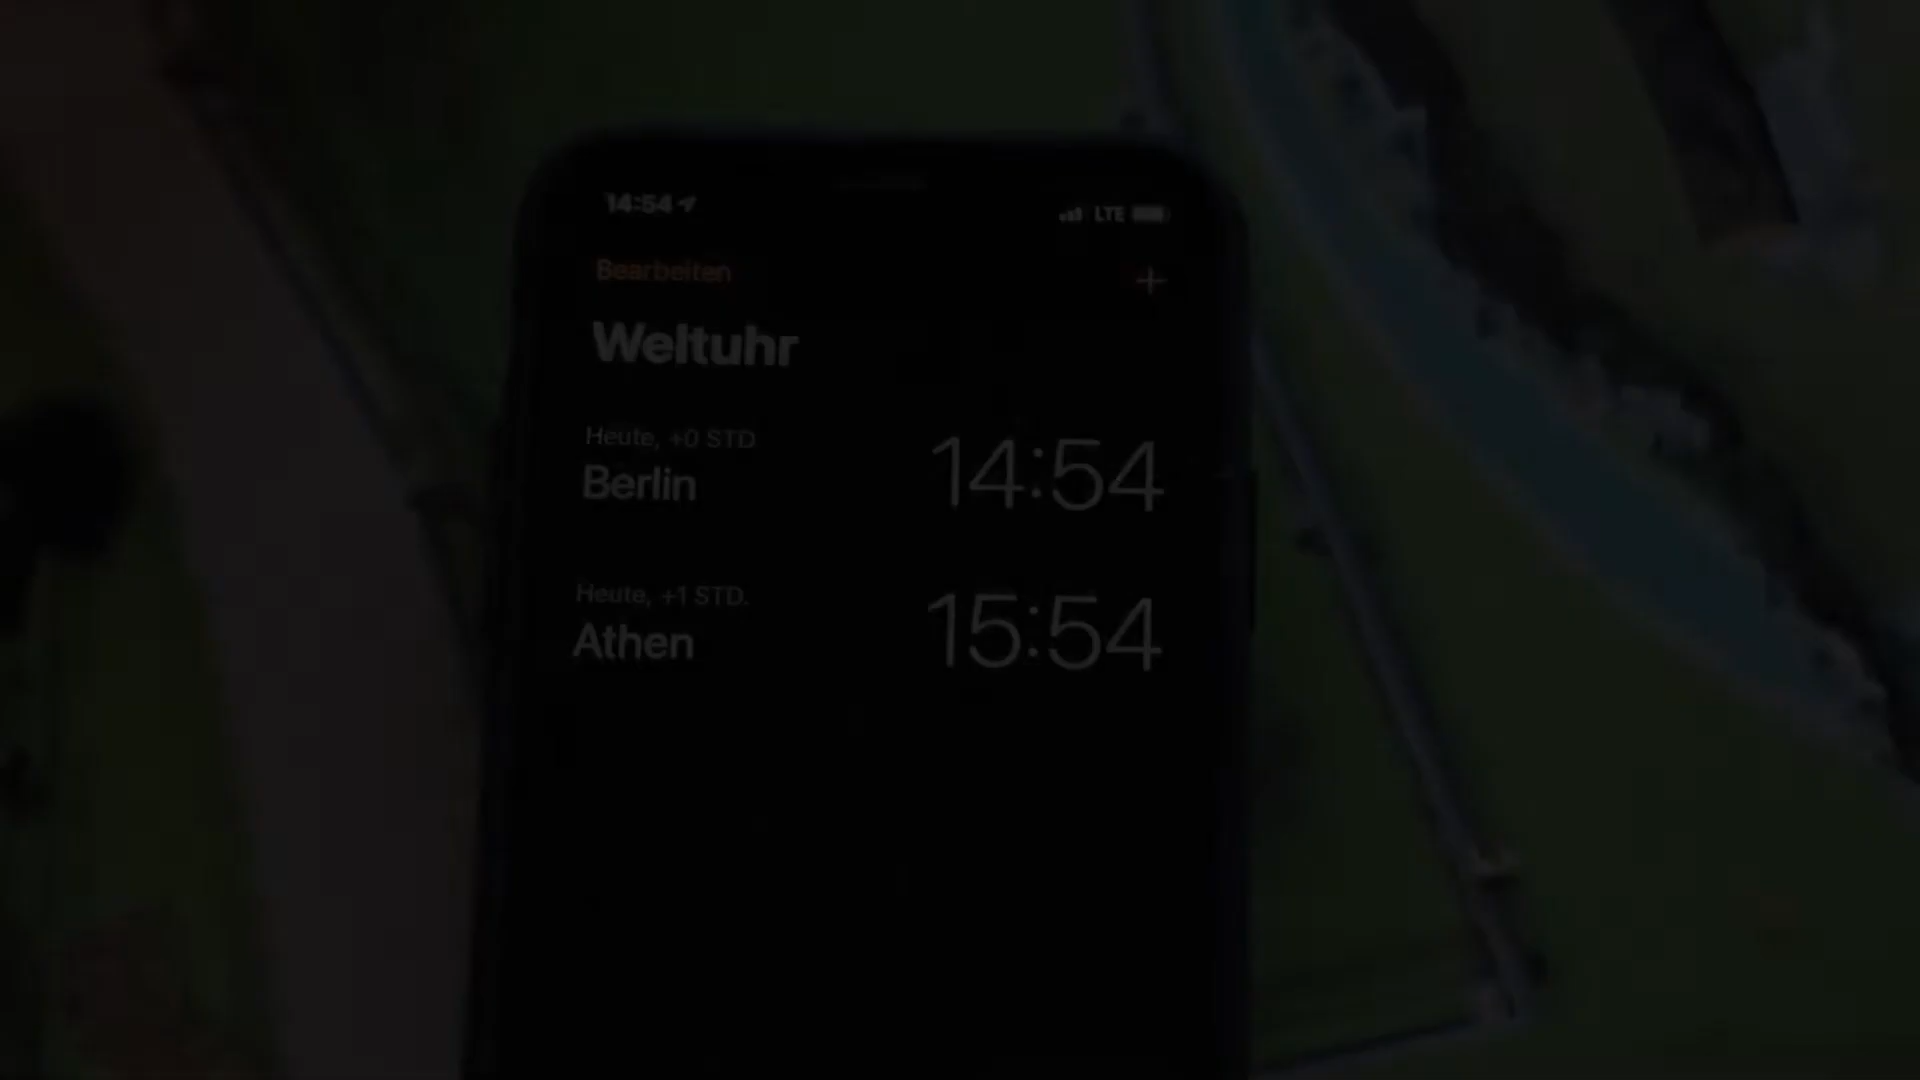 14:54
LTE
Bearbeiten
+
Weltuhr
Heute, +0 STD
Berlin
14:54
Heute, +1 STD.
Athen
15:54